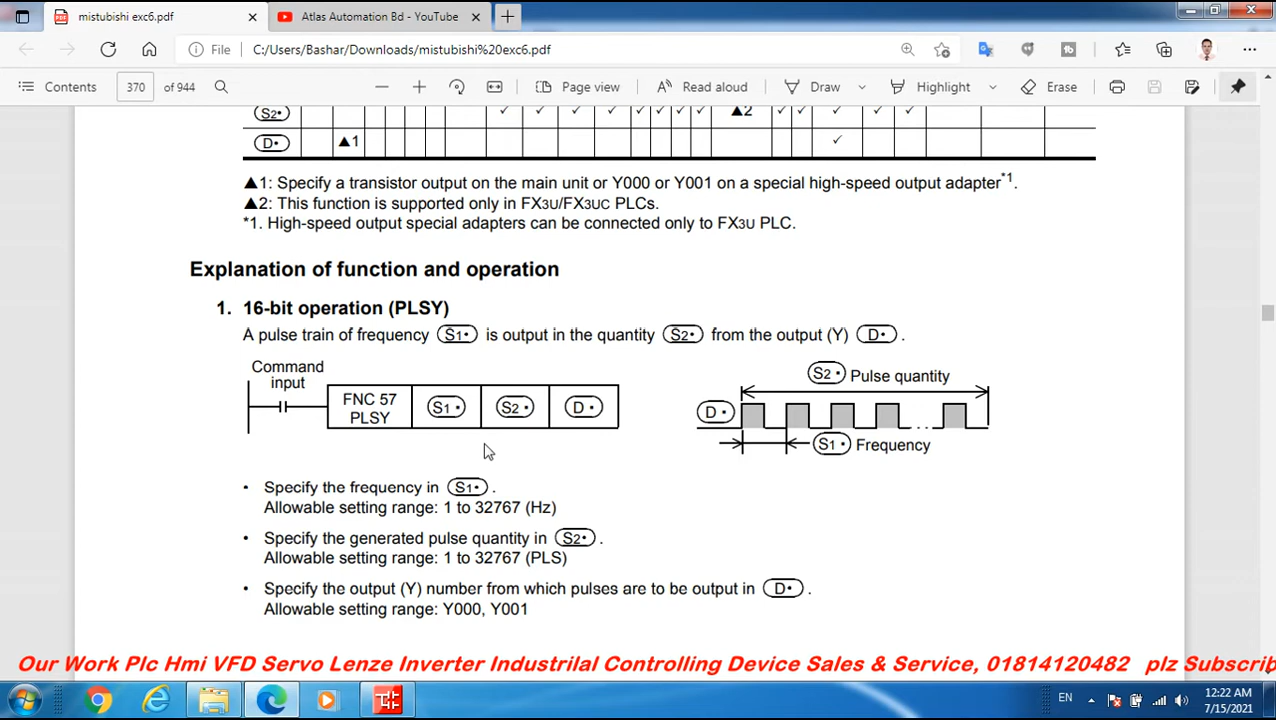 mistubishi exc6.pdf
Atlas Automation Bd - YouTube
File
C:/Users/Bashar/Downloads/mistubishi%20exc6.pdf
Contents
370 of 944
Page view
Read aloud
Draw
Highlight
Erase
S2• ✓ ✓ ✓ ✓ ✓ ✓ ✓ ✓ ▲2 ✓ ✓ ✓ ✓ ✓
D• ▲1 ✓
▲1: Specify a transistor output on the main unit or Y000 or Y001 on a special high-speed output adapter*1.
▲2: This function is supported only in FX3U/FX3UC PLCs.
*1. High-speed output special adapters can be connected only to FX3U PLC.
Explanation of function and operation
1. 16-bit operation (PLSY)
A pulse train of frequency S1• is output in the quantity S2• from the output (Y) D• .
Command
input
FNC 57
PLSY
S1• S2• D•
S2• Pulse quantity
D•
S1• Frequency
• Specify the frequency in S1• .
Allowable setting range: 1 to 32767 (Hz)
• Specify the generated pulse quantity in S2• .
Allowable setting range: 1 to 32767 (PLS)
• Specify the output (Y) number from which pulses are to be output in D• .
Allowable setting range: Y000, Y001
Our Work Plc Hmi VFD Servo Lenze Inverter Industrilal Controlling Device Sales & Service, 01814120482 plz Subscrib
EN
12:22 AM
7/15/2021